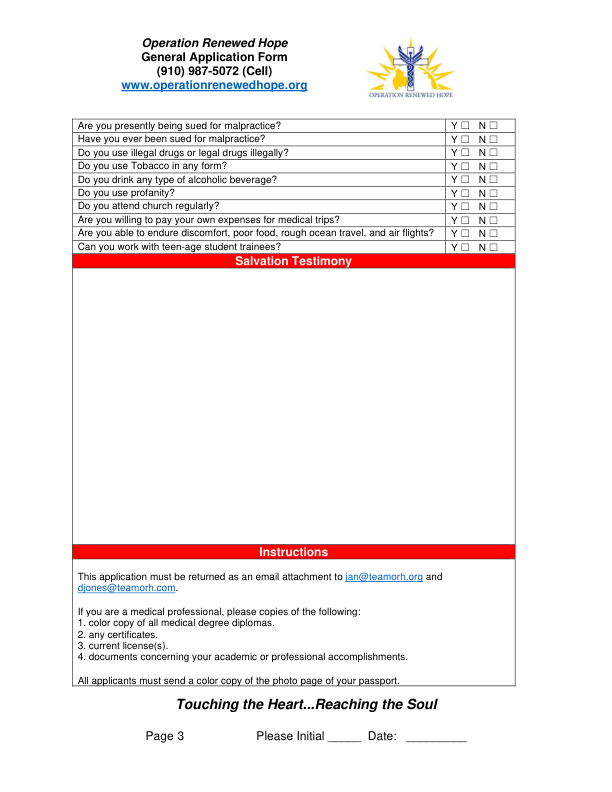 Operation Renewed Hope
General Application Form
(910) 987-5072 (Cell)
www.operationrenewedhope.org
OPERATION RENEWED HOPE
Are you presently being sued for malpractice? Y ☐ N ☐
Have you ever been sued for malpractice? Y ☐ N ☐
Do you use illegal drugs or legal drugs illegally? Y ☐ N ☐
Do you use Tobacco in any form? Y ☐ N ☐
Do you drink any type of alcoholic beverage? Y ☐ N ☐
Do you use profanity? Y ☐ N ☐
Do you attend church regularly? Y ☐ N ☐
Are you willing to pay your own expenses for medical trips? Y ☐ N ☐
Are you able to endure discomfort, poor food, rough ocean travel, and air flights? Y ☐ N ☐
Can you work with teen-age student trainees? Y ☐ N ☐
Salvation Testimony
Instructions
This application must be returned as an email attachment to jan@teamorh.org and
djones@teamorh.com.
If you are a medical professional, please copies of the following:
1. color copy of all medical degree diplomas.
2. any certificates.
3. current license(s).
4. documents concerning your academic or professional accomplishments.
All applicants must send a color copy of the photo page of your passport.
Touching the Heart...Reaching the Soul
Page 3 Please Initial _____ Date: _________